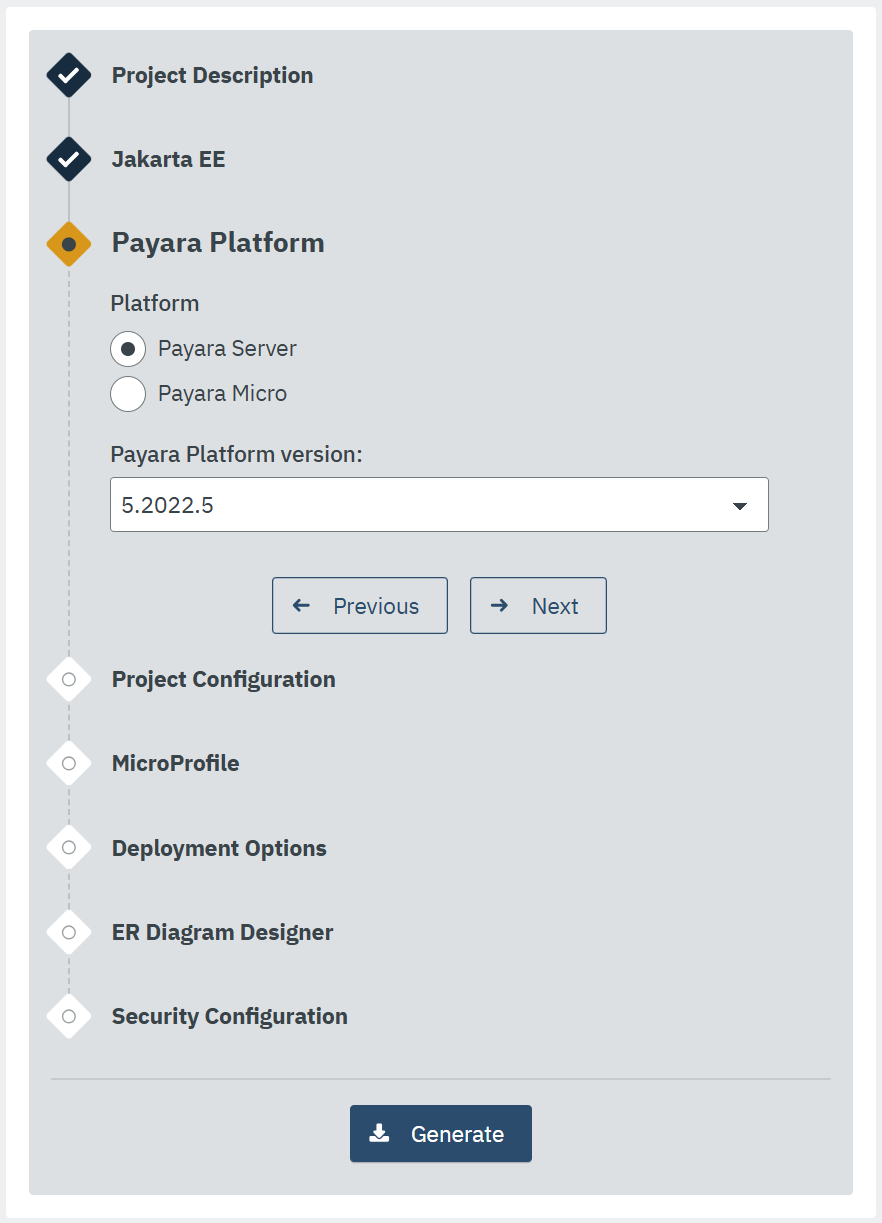 Project Description
Jakarta EE
Payara Platform
Platform
Payara Server
Payara Micro
Payara Platform version:
5.2022.5
Previous
Next
Project Configuration
MicroProfile
Deployment Options
ER Diagram Designer
Security Configuration
Generate